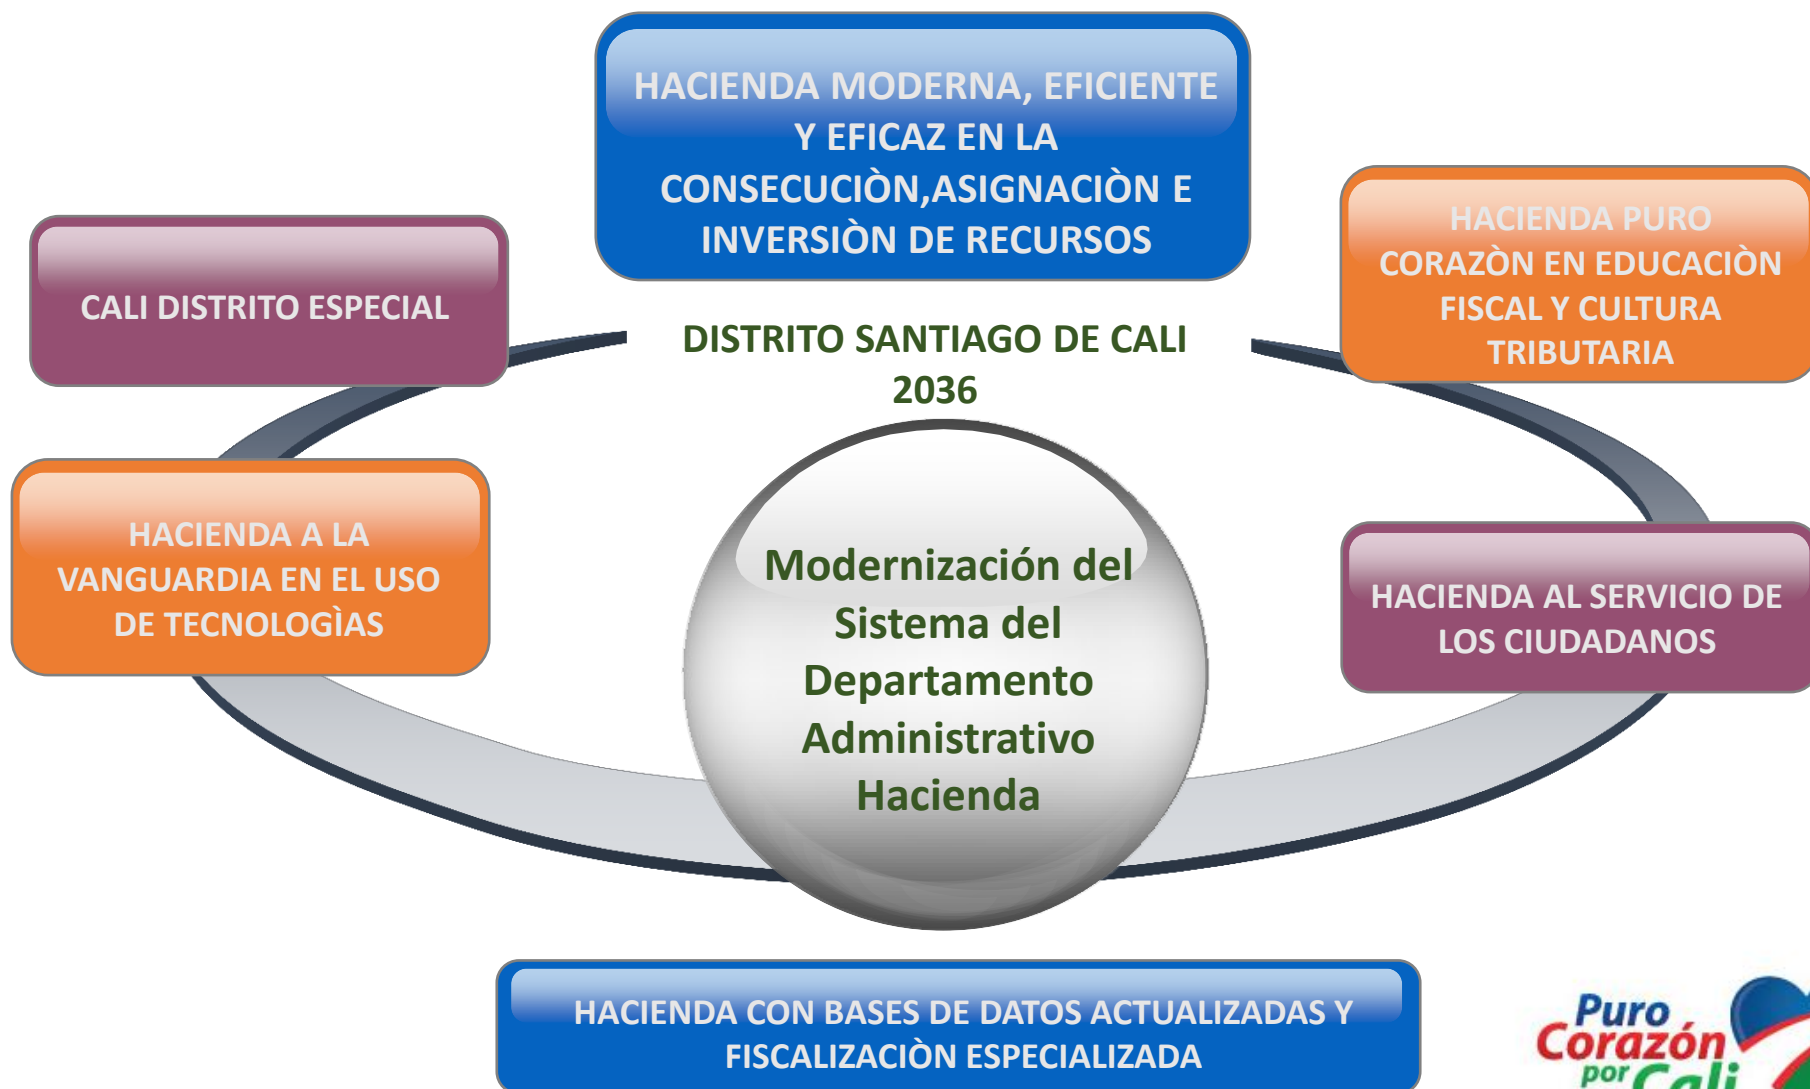 HACIENDA MODERNA, EFICIENTE
Y EFICAZ EN LA
CONSECUCIÒN,ASIGNACIÒN E
INVERSIÒN DE RECURSOS
CALI DISTRITO ESPECIAL
HACIENDA PURO
CORAZÒN EN EDUCACIÒN
FISCAL Y CULTURA
TRIBUTARIA
DISTRITO SANTIAGO DE CALI
2036
HACIENDA A LA
VANGUARDIA EN EL USO
DE TECNOLOGÌAS
Modernización del
Sistema del
Departamento
Administrativo
Hacienda
HACIENDA AL SERVICIO DE
LOS CIUDADANOS
HACIENDA CON BASES DE DATOS ACTUALIZADAS Y
FISCALIZACIÒN ESPECIALIZADA
Puro
Corazón
por Cali